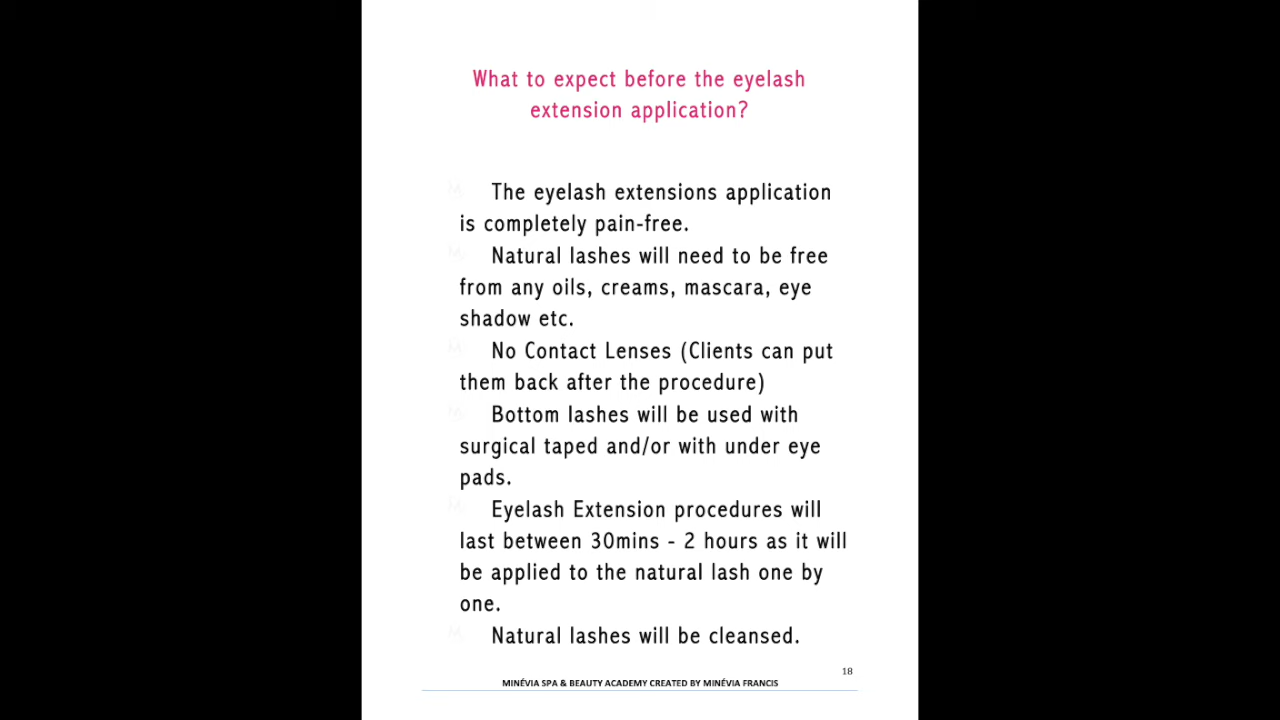 What to expect before the eyelash
extension application?
The eyelash extensions application
is completely pain-free.
Natural lashes will need to be free
from any oils, creams, mascara, eye
shadow etc.
No Contact Lenses (Clients can put
them back after the procedure)
Bottom lashes will be used with
surgical taped and/or with under eye
pads.
Eyelash Extension procedures will
last between 30mins - 2 hours as it will
be applied to the natural lash one by
one.
Natural lashes will be cleansed.
18
MINÉVIA SPA & BEAUTY ACADEMY CREATED BY MINÉVIA FRANCIS